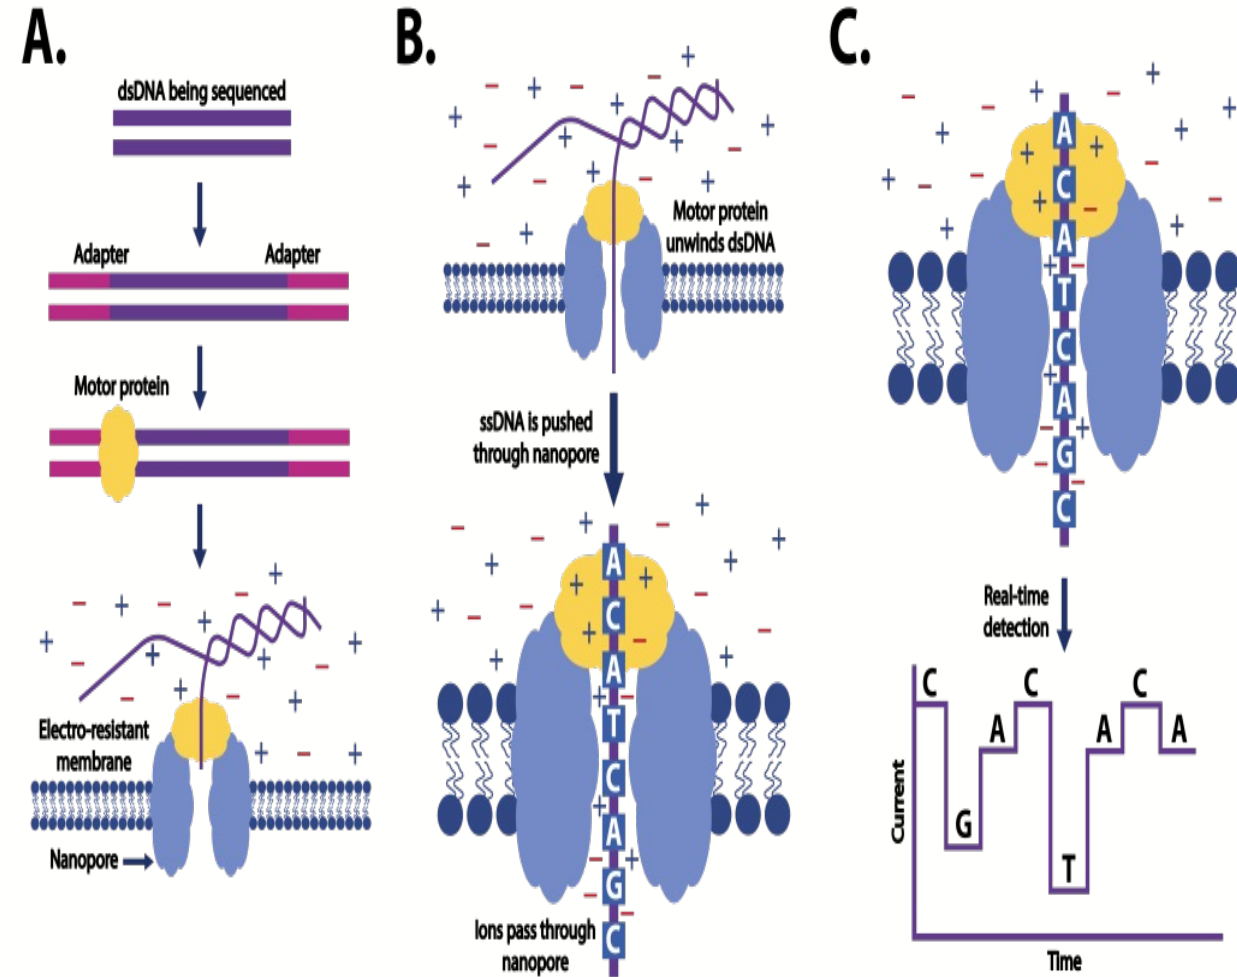 A.
dsDNA being sequenced
Adapter
Adapter
Motor protein
Electro-resistant
membrane
Nanopore
B.
Motor protein
unwinds dsDNA
ssDNA is pushed
through nanopore
A
C
A
T
C
A
G
C
Ions pass through
nanopore
C.
A
C
A
T
C
A
G
C
Real-time
detection
Current
C
G
A
C
T
A
C
A
Time